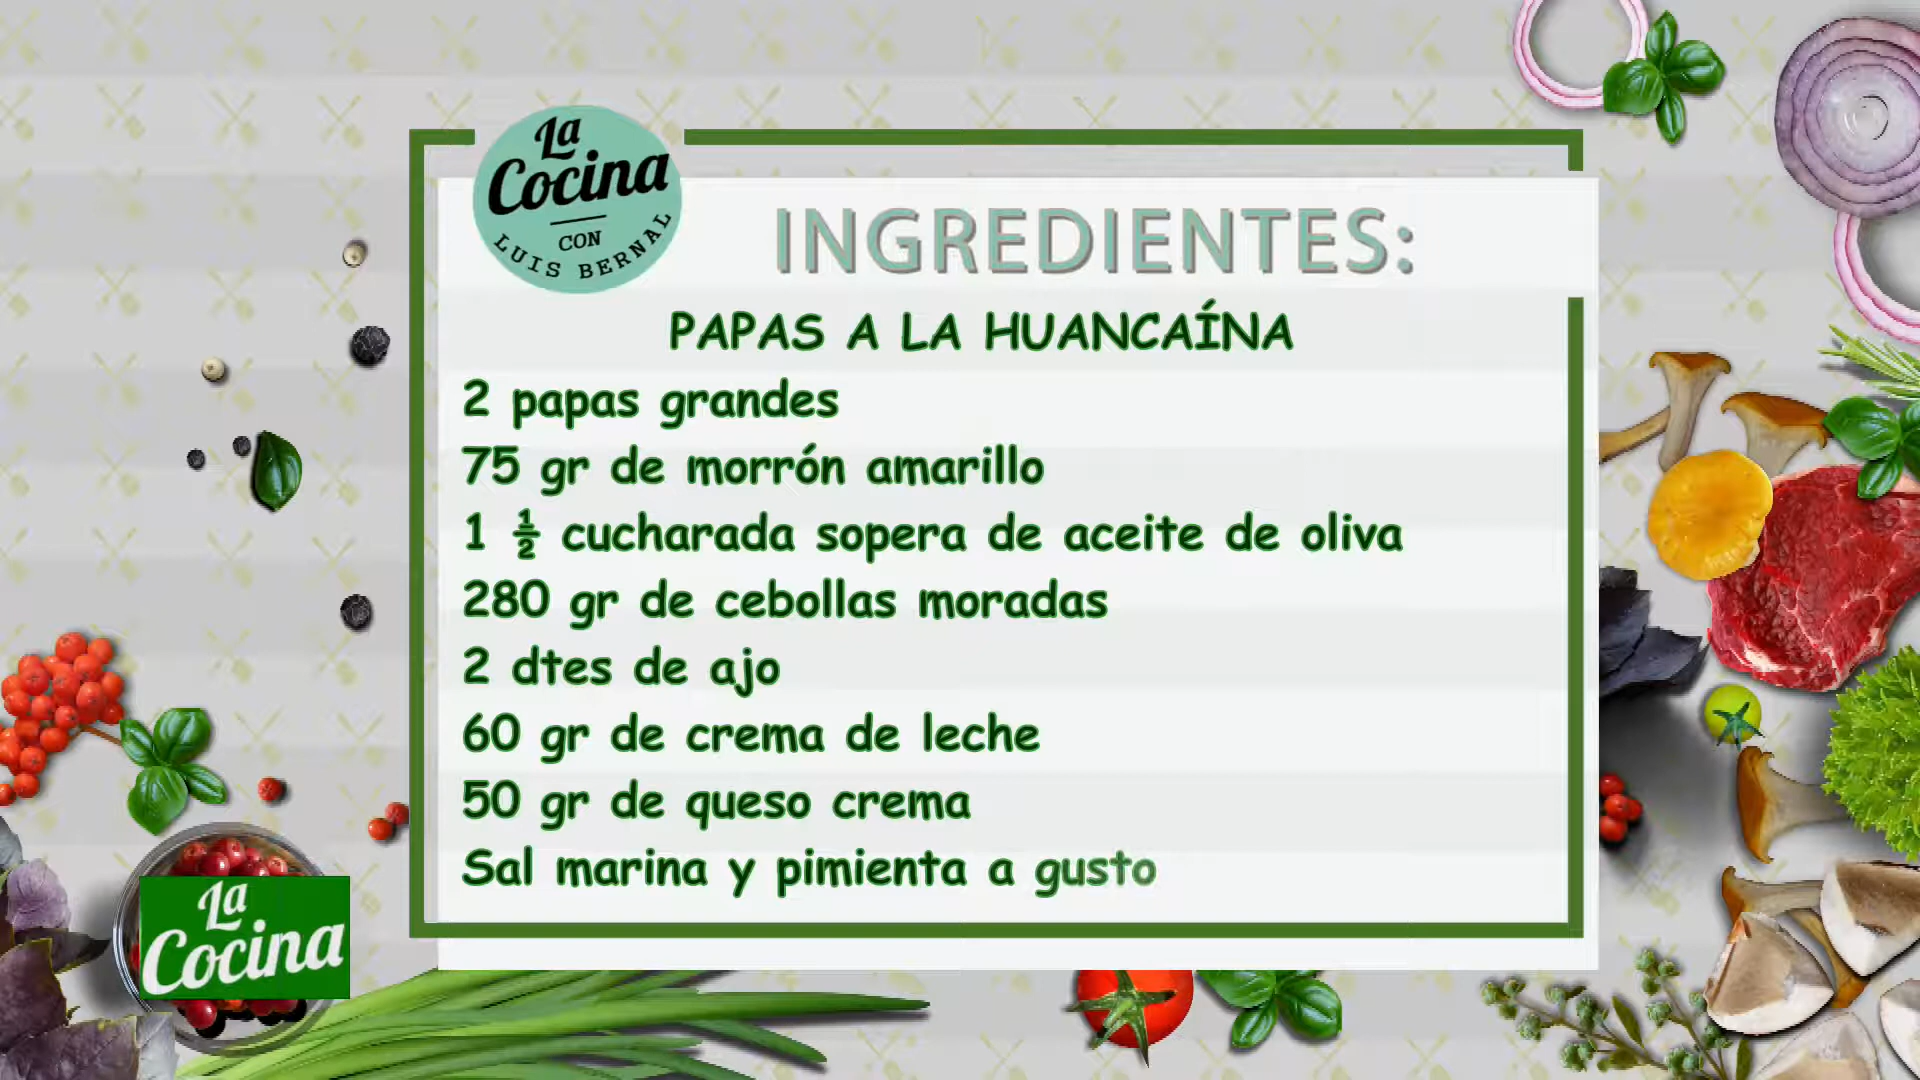 La
Cocina
CON
LUIS BERNAL
INGREDIENTES:
PAPAS A LA HUANCAÍNA
2 papas grandes
75 gr de morrón amarillo
1 ½ cucharada sopera de aceite de oliva
280 gr de cebollas moradas
2 dtes de ajo
60 gr de crema de leche
50 gr de queso crema
Sal marina y pimienta a gusto
La
Cocina